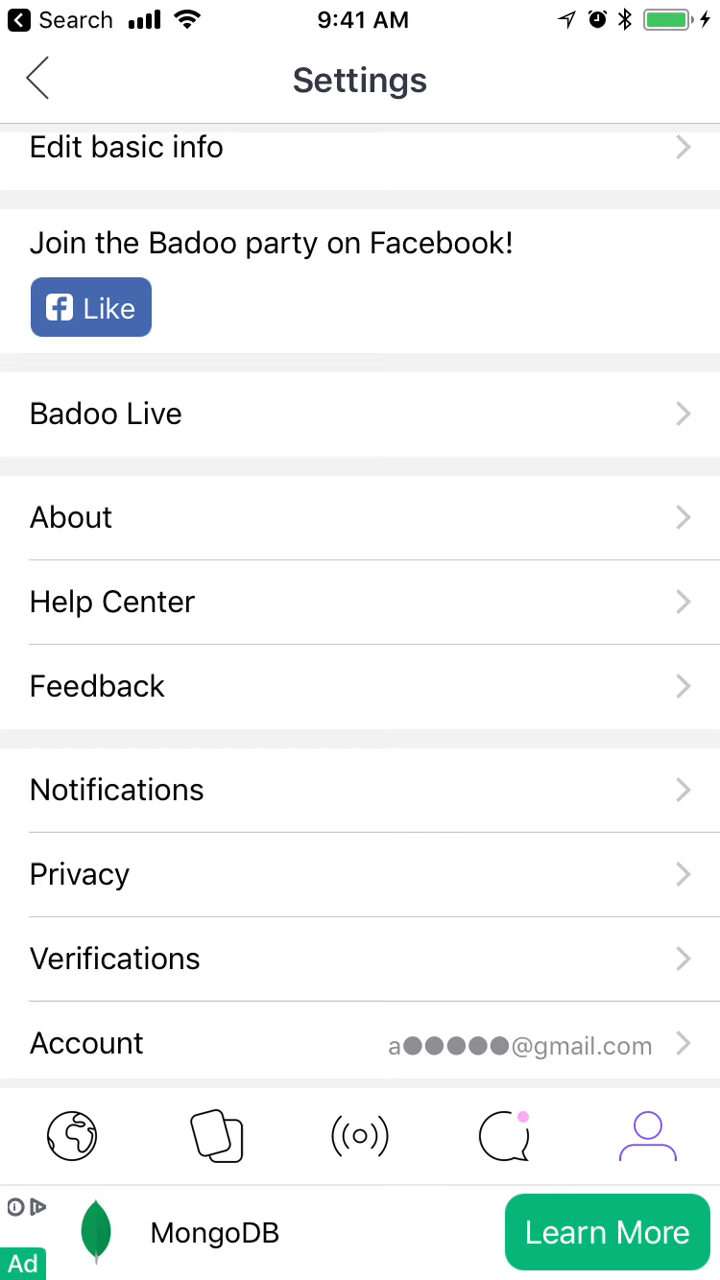 Search
9:41 AM
Settings
Edit basic info
Join the Badoo party on Facebook!
Like
Badoo Live
About
Help Center
Feedback
Notifications
Privacy
Verifications
Account a●●●●●@gmail.com
MongoDB
Learn More
Ad